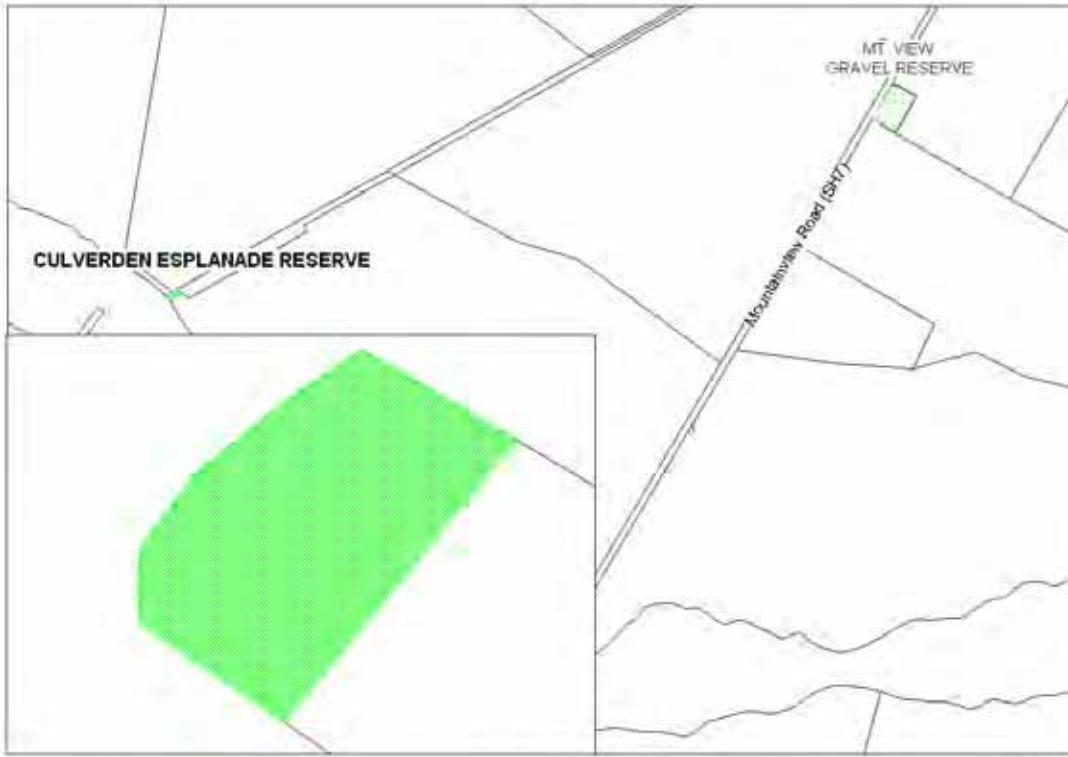 MT VIEW
GRAVEL RESERVE
Mountainview Road (SH7)
CULVERDEN ESPLANADE RESERVE